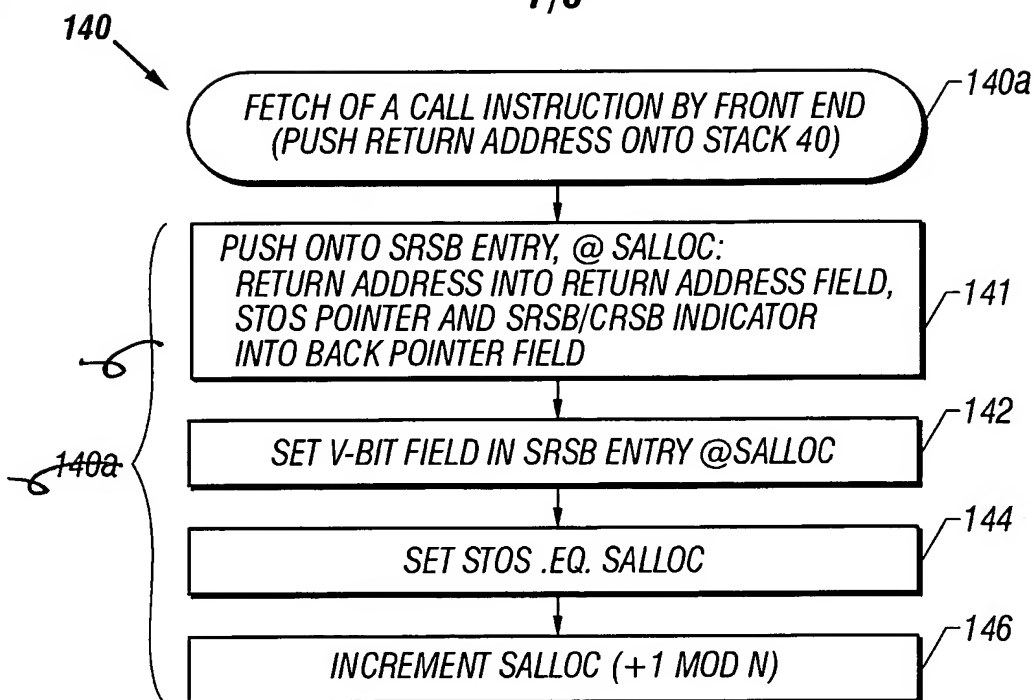 140
140a
FETCH OF A CALL INSTRUCTION BY FRONT END
(PUSH RETURN ADDRESS ONTO STACK 40)
PUSH ONTO SRSB ENTRY, @ SALLOC:
RETURN ADDRESS INTO RETURN ADDRESS FIELD,
STOS POINTER AND SRSB/CRSB INDICATOR
INTO BACK POINTER FIELD
141
142
SET V-BIT FIELD IN SRSB ENTRY @SALLOC
140a
144
SET STOS .EQ. SALLOC
146
INCREMENT SALLOC (+1 MOD N)